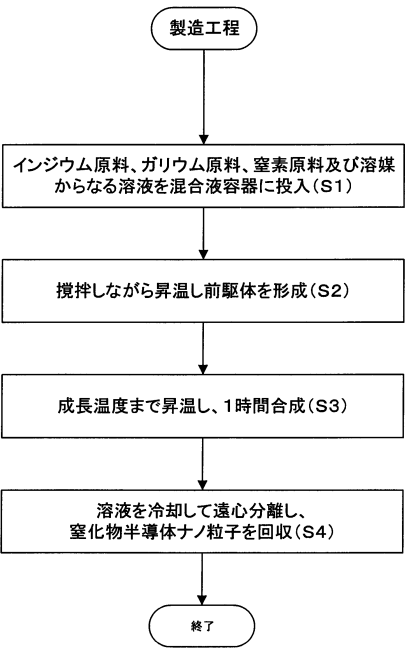 製造工程
インジウム原料、ガリウム原料、窒素原料及び溶媒
からなる溶液を混合液容器に投入(S1)
撹拌しながら昇温し前駆体を形成(S2)
成長温度まで昇温し、1時間合成(S3)
溶液を冷却して遠心分離し、
窒化物半導体ナノ粒子を回収(S4)
終了